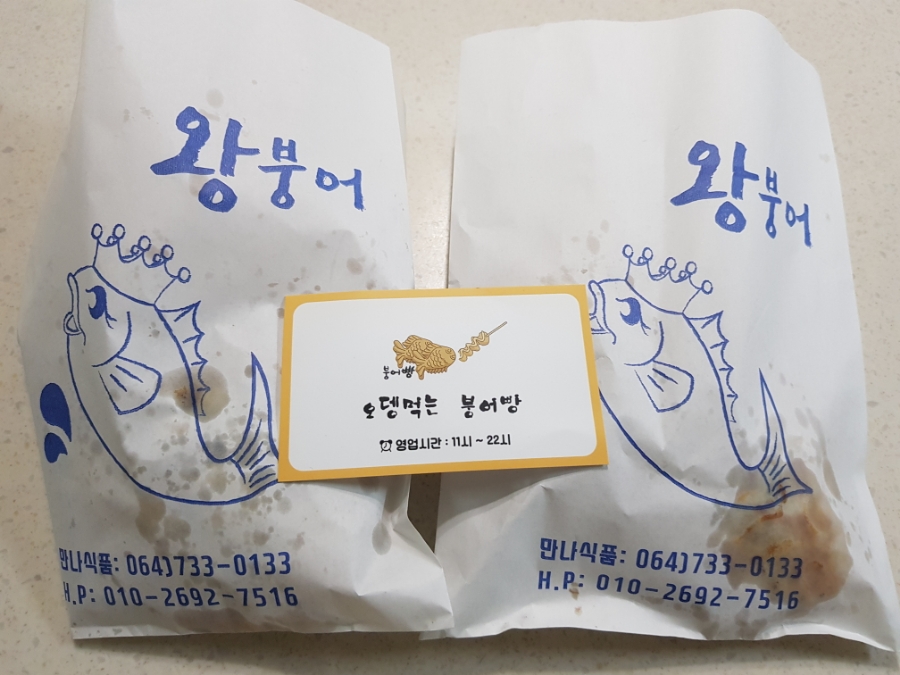 왕붕어
만나식품: 064)733-0133
H.P: 010-2692-7516
붕어빵
오뎅먹는 붕어빵
영업시간 : 11시 ~ 22시
왕붕어
만나식품: 064)733-0133
H.P: 010-2692-7516